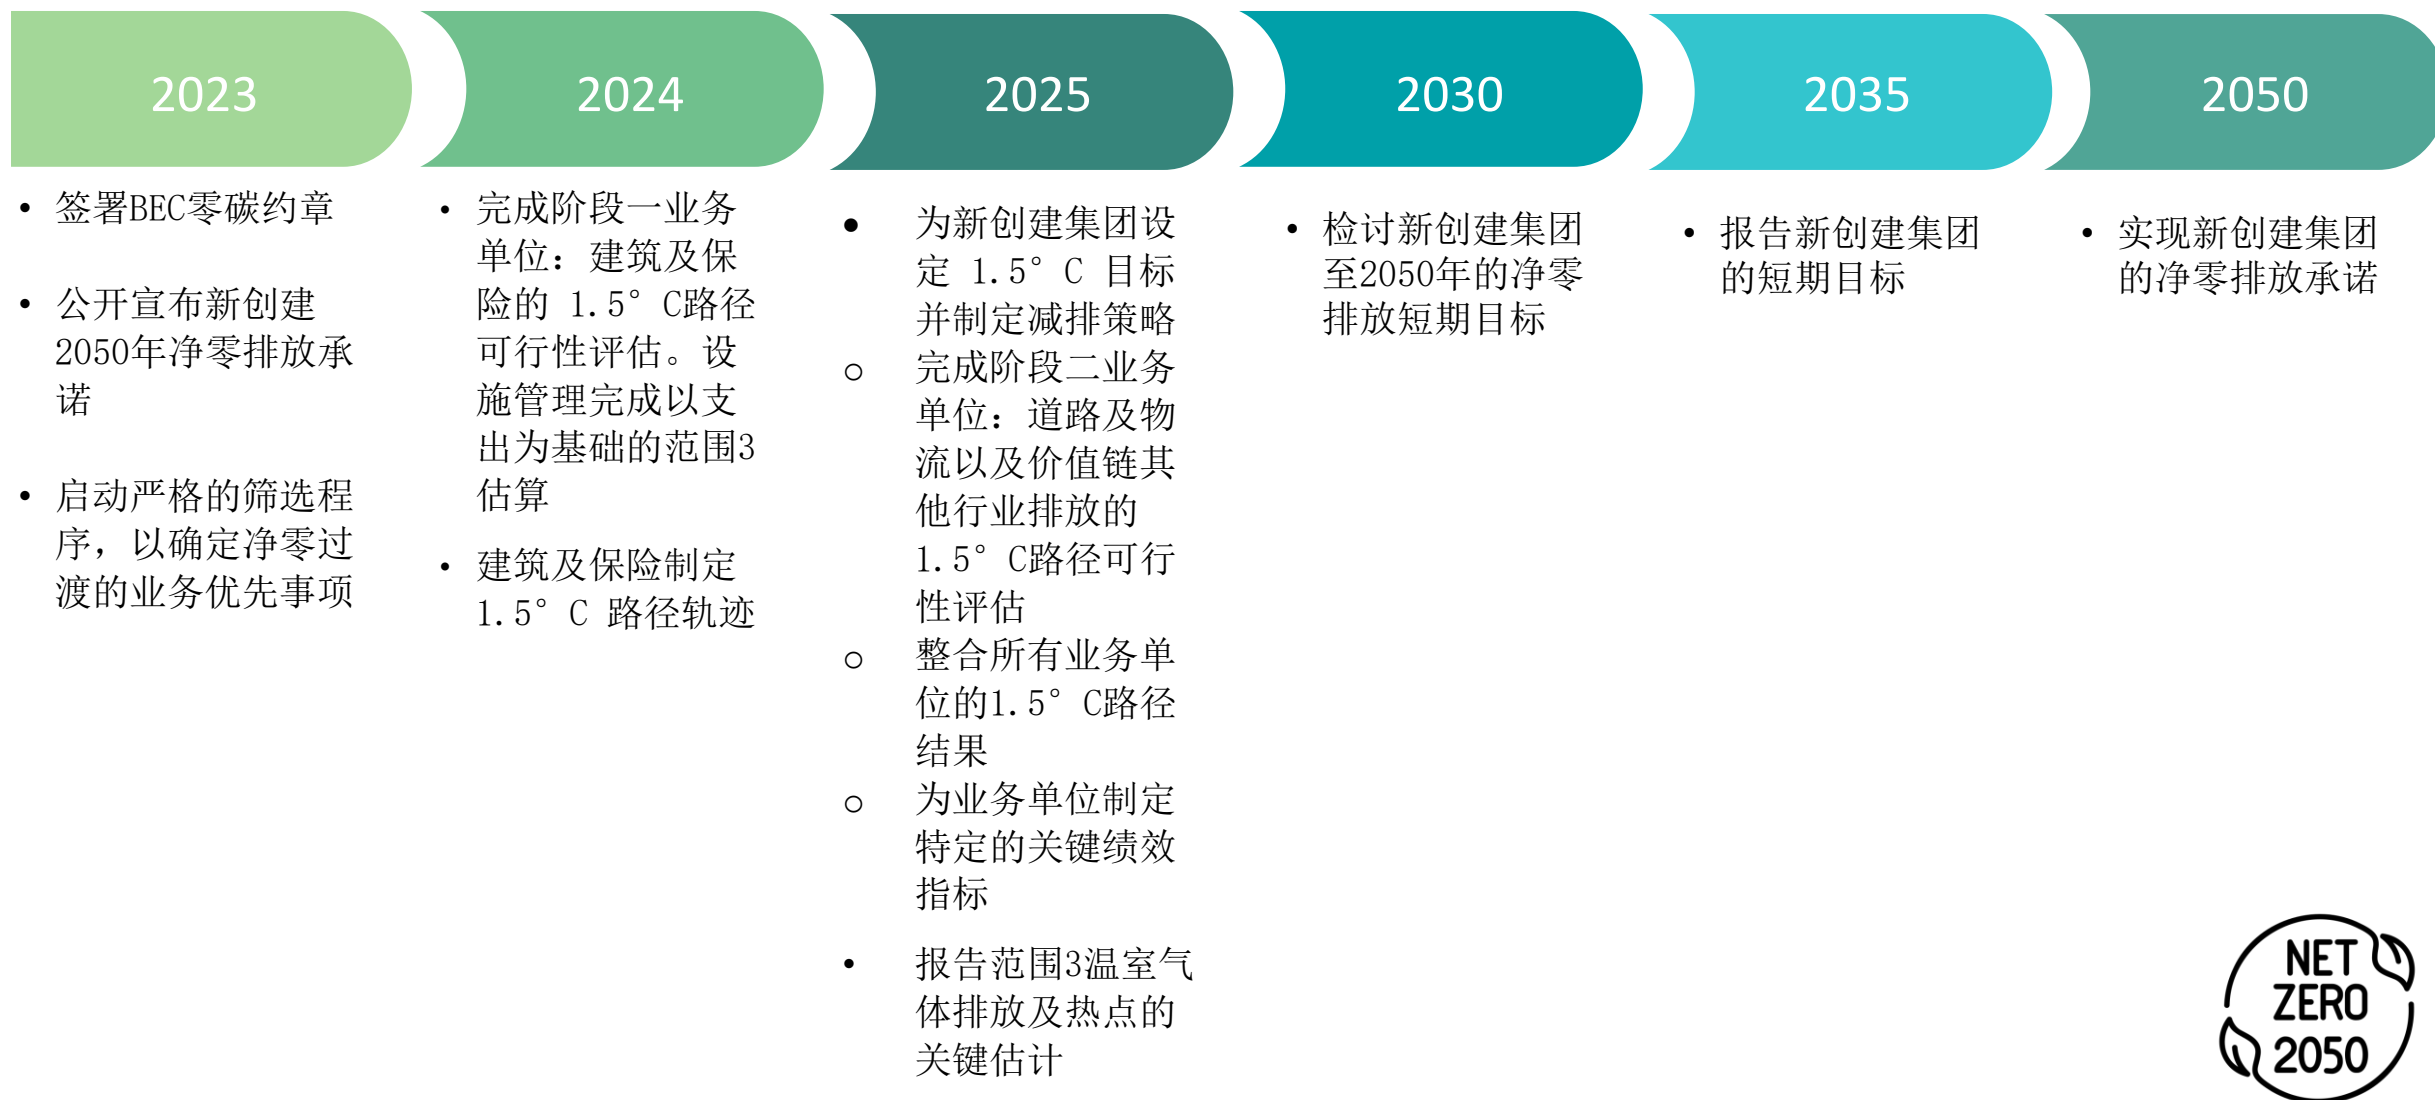 2023
2024
2025
2030
2035
2050
• 签署BEC零碳约章
• 公开宣布新创建
2050年净零排放承
诺
• 启动严格的筛选程
序，以确定净零过
渡的业务优先事项
• 完成阶段一业务
单位：建筑及保
险的 1.5°C路径
可行性评估。设
施管理完成以支
出为基础的范围3
估算
• 建筑及保险制定
1.5°C 路径轨迹
• 为新创建集团设
定 1.5°C 目标
并制定减排策略
o 完成阶段二业务
单位：道路及物
流以及价值链其
他行业排放的
1.5°C路径可行
性评估
o 整合所有业务单
位的1.5°C路径
结果
o 为业务单位制定
特定的关键绩效
指标
• 报告范围3温室气
体排放及热点的
关键估计
• 检讨新创建集团
至2050年的净零
排放短期目标
• 报告新创建集团
的短期目标
• 实现新创建集团
的净零排放承诺
NET
ZERO
2050